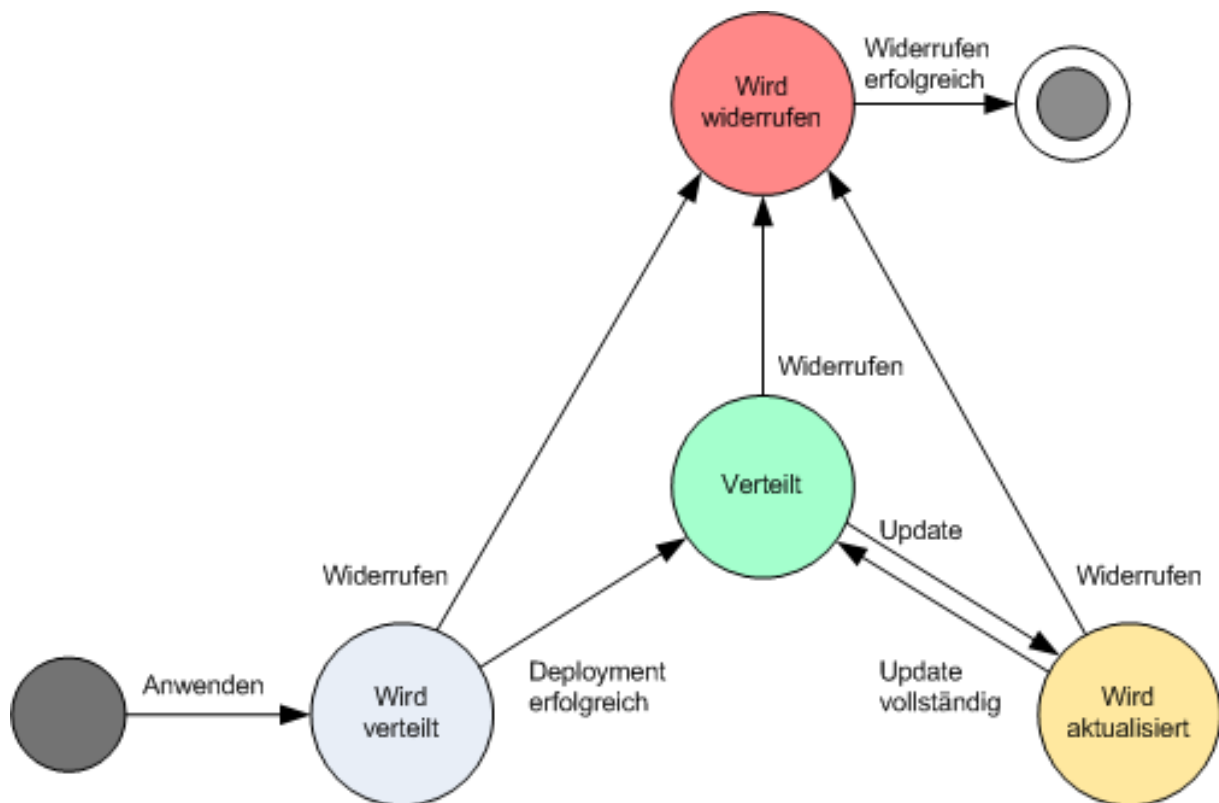 Widerrufen
erfolgreich
Wird
widerrufen
Widerrufen
Verteilt
Update
Widerrufen
Widerrufen
Anwenden
Deployment
erfolgreich
Update
vollständig
Wird
verteilt
Wird
aktualisiert